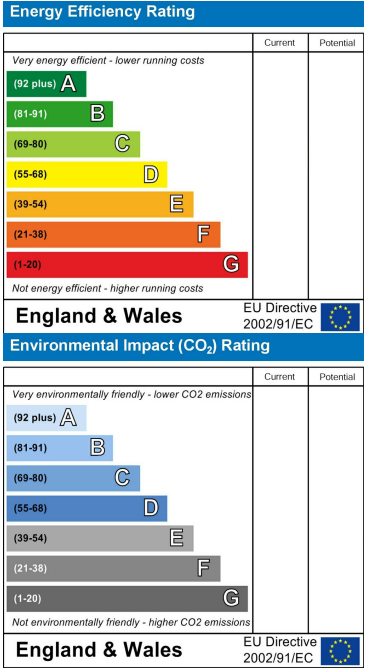 Energy Efficiency Rating
Current Potential
Very energy efficient - lower running costs
(92 plus) A
(81-91) B
(69-80) C
(55-68) D
(39-54) E
(21-38) F
(1-20) G
Not energy efficient - higher running costs
England & Wales
EU Directive
2002/91/EC
Environmental Impact (CO₂) Rating
Current Potential
Very environmentally friendly - lower CO2 emissions
(92 plus) A
(81-91) B
(69-80) C
(55-68) D
(39-54) E
(21-38) F
(1-20) G
Not environmentally friendly - higher CO2 emissions
England & Wales
EU Directive
2002/91/EC